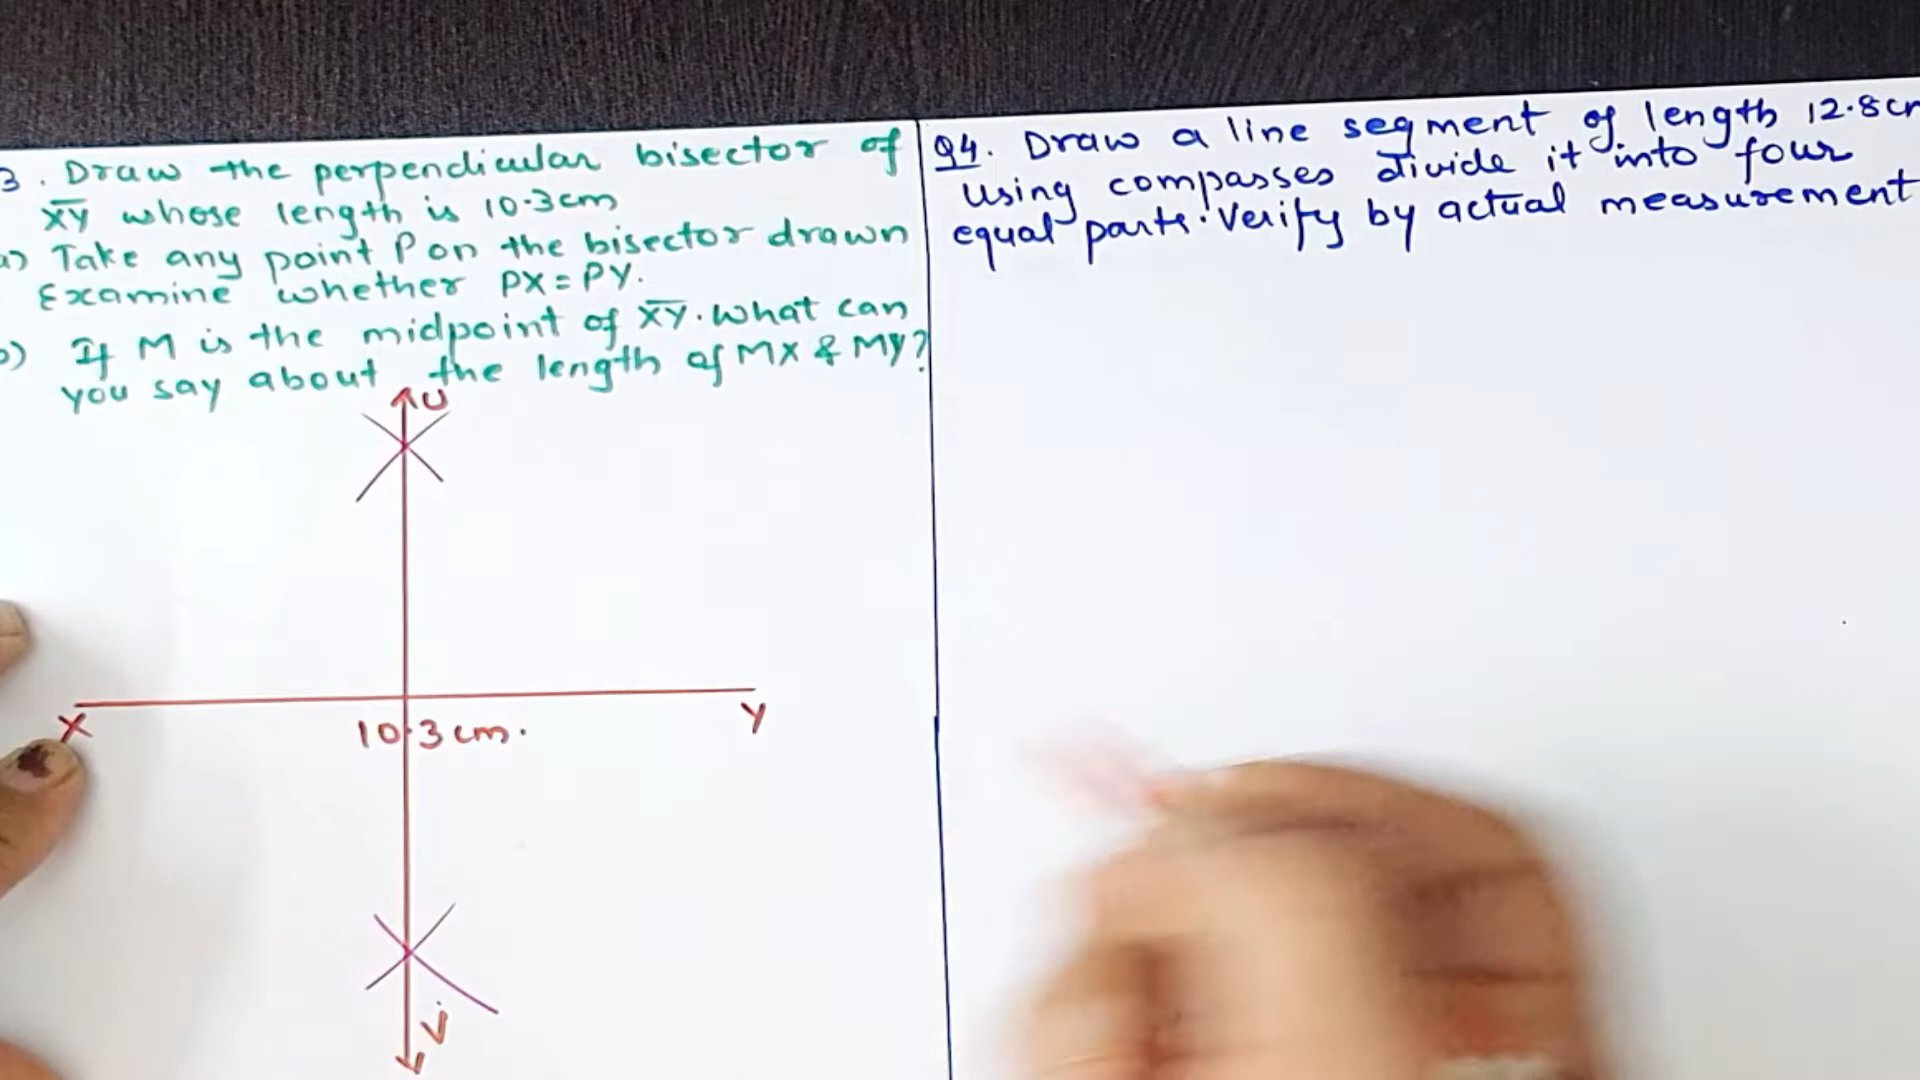 3. Draw the perpendicular bisector of
XY whose length is 10.3cm
a) Take any point P on the bisector drawn
Examine whether PX = PY.
b) If M is the midpoint of XY. What can
you say about the length of MX & MY?
U
X
Y
10.3 cm.
V
Q4. Draw a line segment of length 12.8cm
Using compasses divide it into four
equal parts. Verify by actual measurement